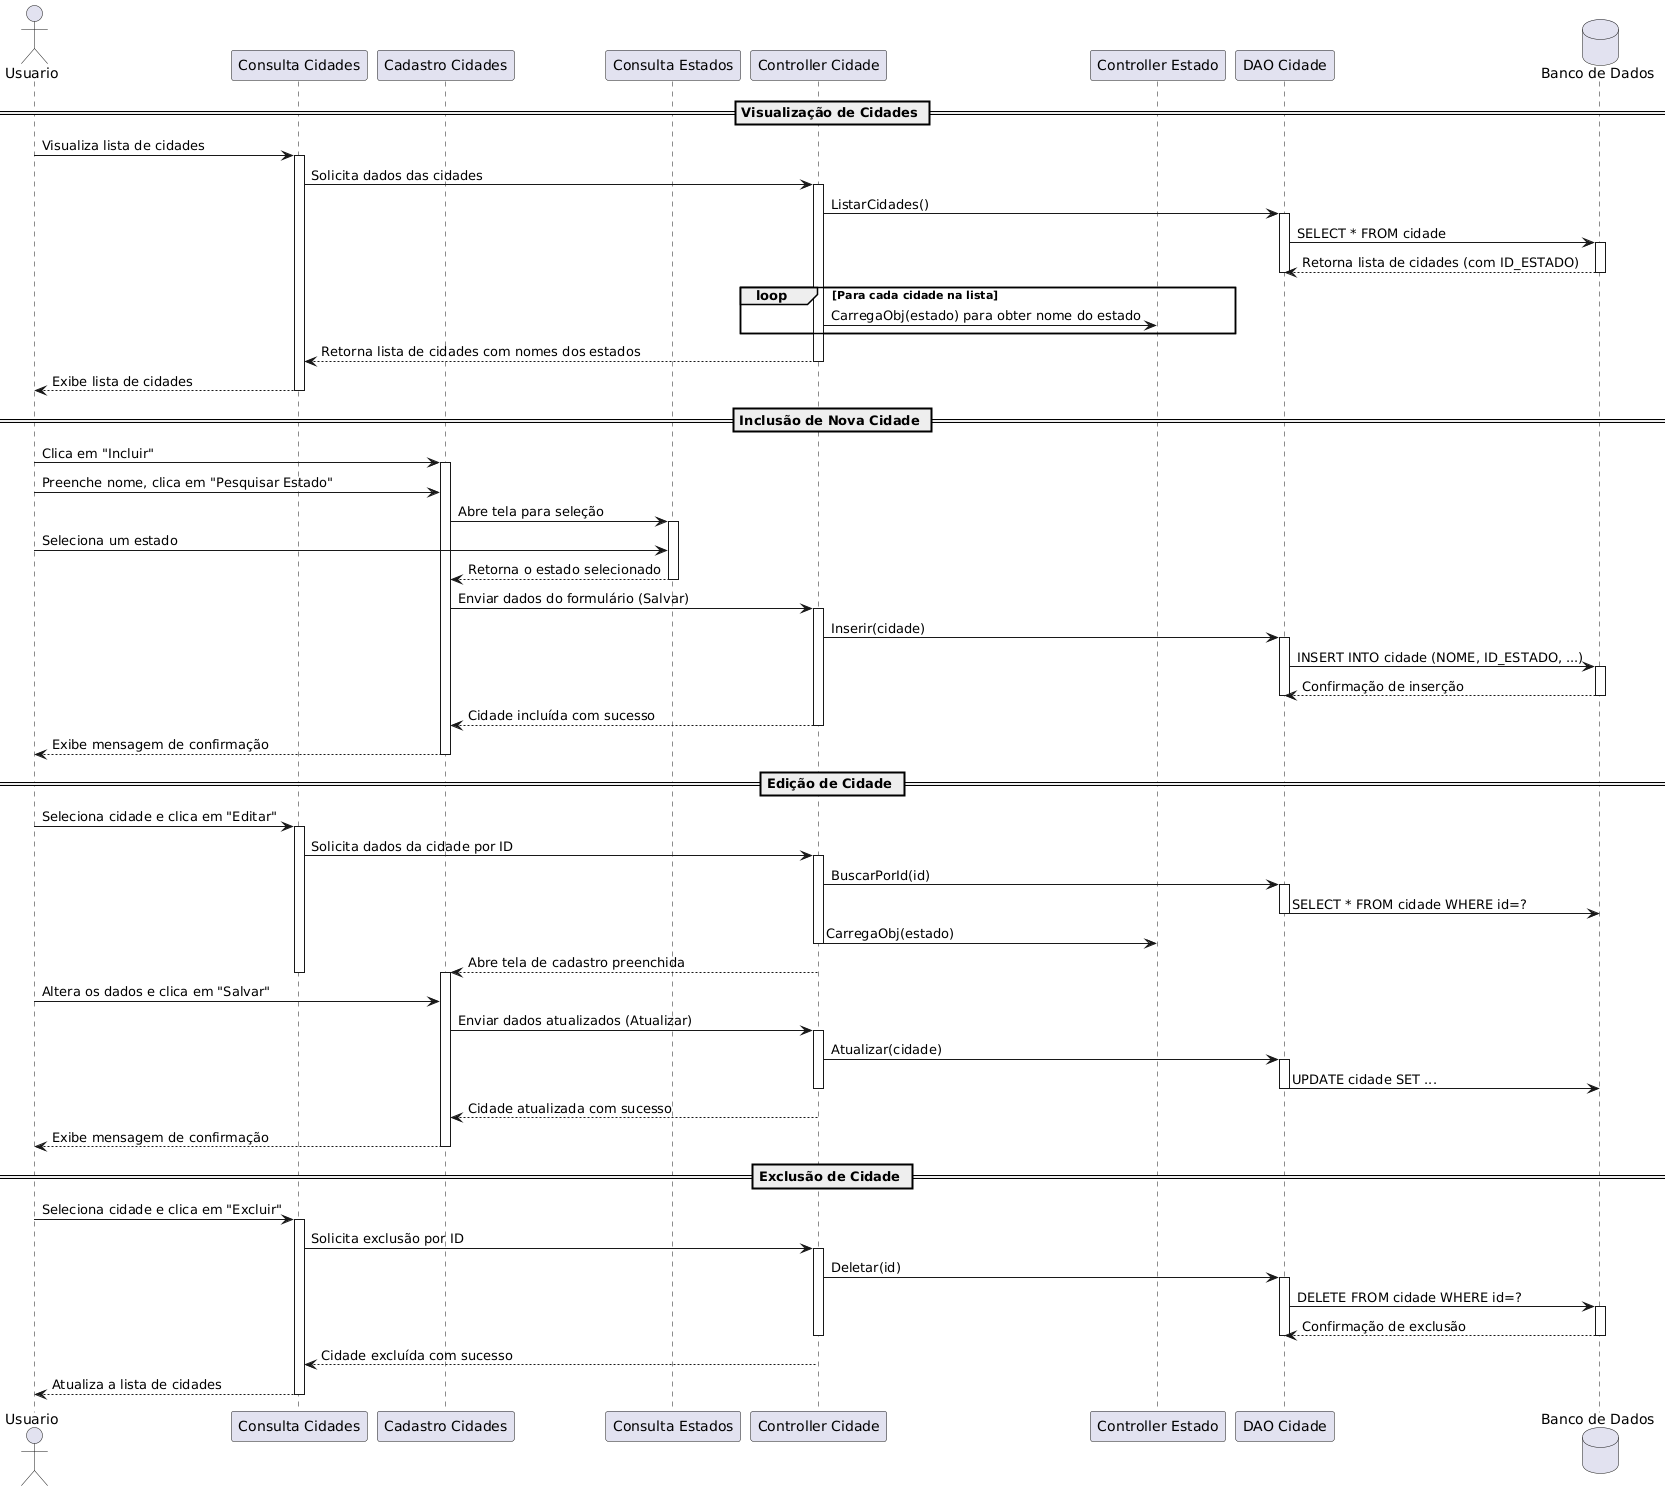 Usuario
Consulta Cidades
Cadastro Cidades
Consulta Estados
Controller Cidade
Controller Estado
DAO Cidade
Banco de Dados
Visualização de Cidades
Visualiza lista de cidades
Solicita dados das cidades
ListarCidades()
SELECT * FROM cidade
Retorna lista de cidades (com ID_ESTADO)
loop
[Para cada cidade na lista]
CarregaObj(estado) para obter nome do estado
Retorna lista de cidades com nomes dos estados
Exibe lista de cidades
Inclusão de Nova Cidade
Clica em "Incluir"
Preenche nome, clica em "Pesquisar Estado"
Abre tela para seleção
Seleciona um estado
Retorna o estado selecionado
Enviar dados do formulário (Salvar)
Inserir(cidade)
INSERT INTO cidade (NOME, ID_ESTADO, ...)
Confirmação de inserção
Cidade incluída com sucesso
Exibe mensagem de confirmação
Edição de Cidade
Seleciona cidade e clica em "Editar"
Solicita dados da cidade por ID
BuscarPorId(id)
SELECT * FROM cidade WHERE id=?
CarregaObj(estado)
Abre tela de cadastro preenchida
Altera os dados e clica em "Salvar"
Enviar dados atualizados (Atualizar)
Atualizar(cidade)
UPDATE cidade SET ...
Cidade atualizada com sucesso
Exibe mensagem de confirmação
Exclusão de Cidade
Seleciona cidade e clica em "Excluir"
Solicita exclusão por ID
Deletar(id)
DELETE FROM cidade WHERE id=?
Confirmação de exclusão
Cidade excluída com sucesso
Atualiza a lista de cidades
Usuario
Consulta Cidades
Cadastro Cidades
Consulta Estados
Controller Cidade
Controller Estado
DAO Cidade
Banco de Dados